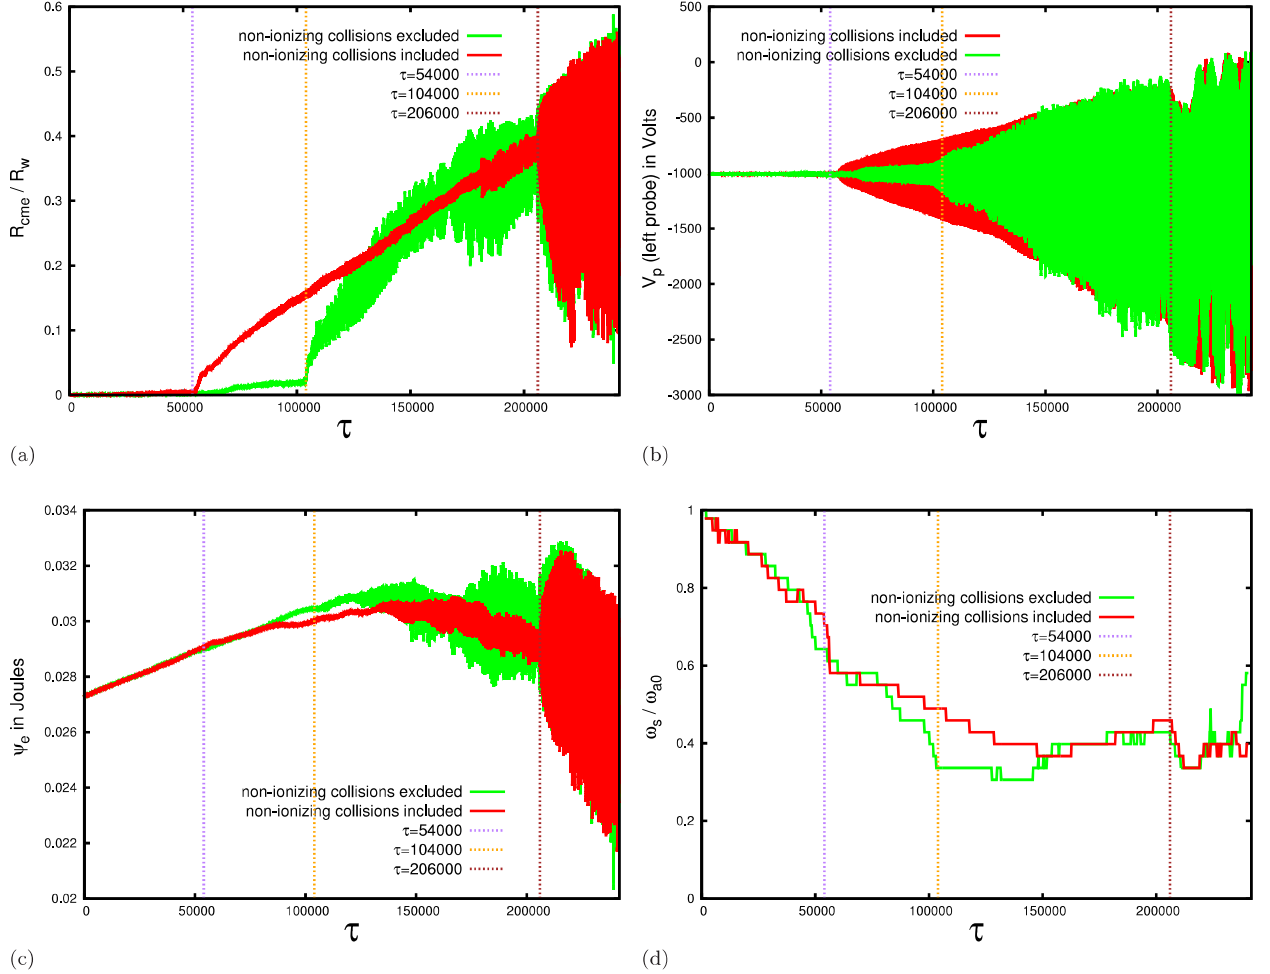 0.6
0.5
0.4
0.3
0.2
0.1
0
R_cme / R_w
non-ionizing collisions excluded
non-ionizing collisions included
τ=54000
τ=104000
τ=206000
0 50000 100000 150000 200000
τ
(a)
500
0
-500
-1000
-1500
-2000
-2500
-3000
V_p (left probe) in Volts
non-ionizing collisions included
non-ionizing collisions excluded
τ=54000
τ=104000
τ=206000
0 50000 100000 150000 200000
τ
(b)
0.034
0.032
0.03
0.028
0.026
0.024
0.022
0.02
ψ_e in Joules
non-ionizing collisions excluded
non-ionizing collisions included
τ=54000
τ=104000
τ=206000
0 50000 100000 150000 200000
τ
(c)
1
0.8
0.6
0.4
0.2
0
ω_s / ω_a0
non-ionizing collisions excluded
non-ionizing collisions included
τ=54000
τ=104000
τ=206000
0 50000 100000 150000 200000
τ
(d)